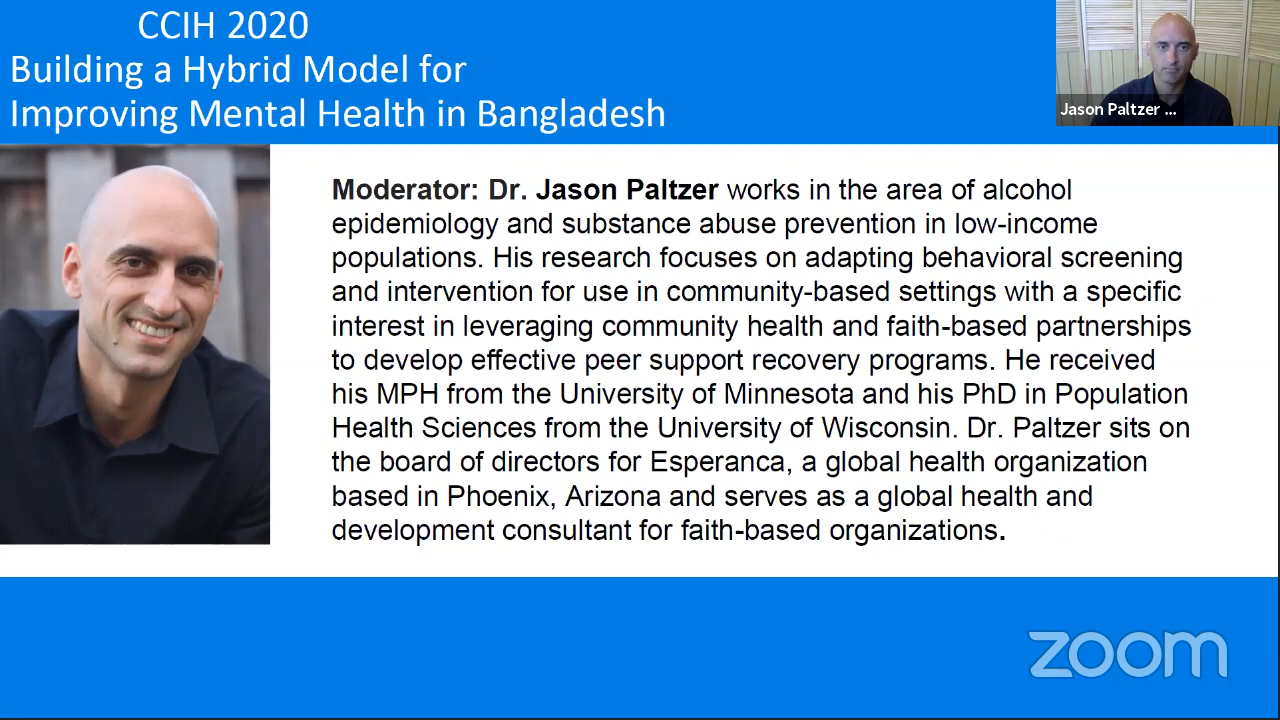 CCIH 2020
Building a Hybrid Model for
Improving Mental Health in Bangladesh
Jason Paltzer ...
Moderator: Dr. Jason Paltzer works in the area of alcohol
epidemiology and substance abuse prevention in low-income
populations. His research focuses on adapting behavioral screening
and intervention for use in community-based settings with a specific
interest in leveraging community health and faith-based partnerships
to develop effective peer support recovery programs. He received
his MPH from the University of Minnesota and his PhD in Population
Health Sciences from the University of Wisconsin. Dr. Paltzer sits on
the board of directors for Esperanca, a global health organization
based in Phoenix, Arizona and serves as a global health and
development consultant for faith-based organizations.
zoom